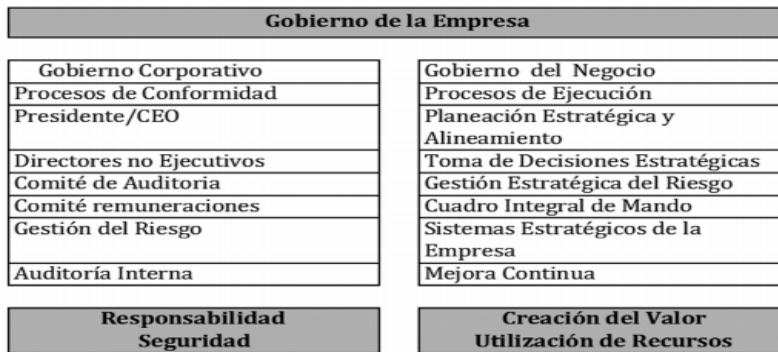 Gobierno de la Empresa
Gobierno Corporativo
Procesos de Conformidad
Presidente/CEO
Directores no Ejecutivos
Comité de Auditoria
Comité remuneraciones
Gestión del Riesgo
Auditoría Interna
Responsabilidad
Seguridad
Gobierno del Negocio
Procesos de Ejecución
Planeación Estratégica y
Alineamiento
Toma de Decisiones Estratégicas
Gestión Estratégica del Riesgo
Cuadro Integral de Mando
Sistemas Estratégicos de la
Empresa
Mejora Continua
Creación del Valor
Utilización de Recursos